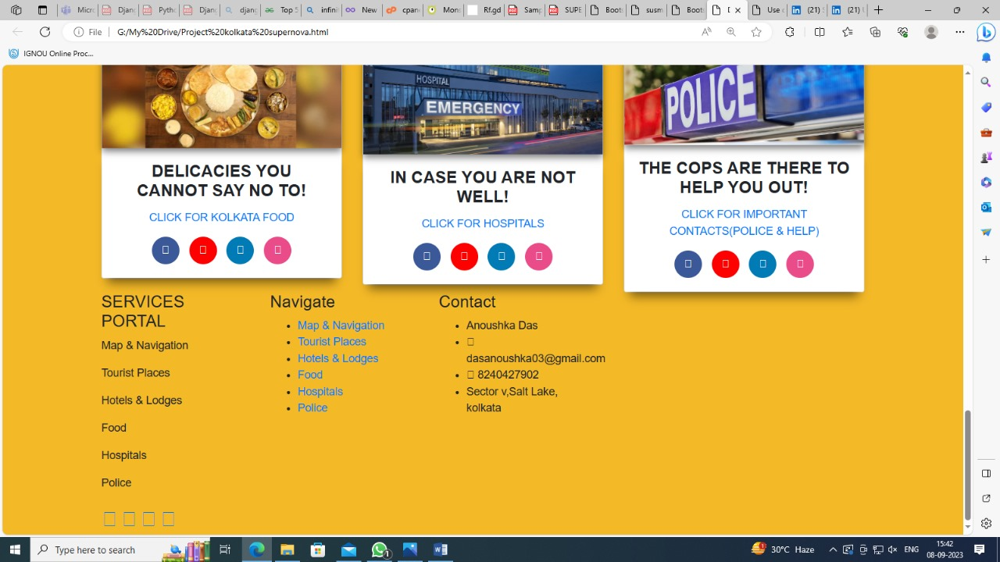 Micro
Djang
Pytho
Djang
djang
Top 5
infini
New
cpan
Mons
Rf.gd
Samp
SUPE
Boots
susm
Boots
Use o
(21) S
(21) U
File G:/My%20Drive/Project%20kolkata%20supernova.html
IGNOU Online Proc...
HOSPITAL
EMERGENCY
POLICE
DELICACIES YOU
CANNOT SAY NO TO!
CLICK FOR KOLKATA FOOD
IN CASE YOU ARE NOT
WELL!
CLICK FOR HOSPITALS
THE COPS ARE THERE TO
HELP YOU OUT!
CLICK FOR IMPORTANT
CONTACTS(POLICE & HELP)
SERVICES
PORTAL
Map & Navigation
Tourist Places
Hotels & Lodges
Food
Hospitals
Police
Navigate
Map & Navigation
Tourist Places
Hotels & Lodges
Food
Hospitals
Police
Contact
Anoushka Das
dasanoushka03@gmail.com
8240427902
Sector v,Salt Lake,
kolkata
Type here to search
30°C Haze
ENG
15:42
08-09-2023